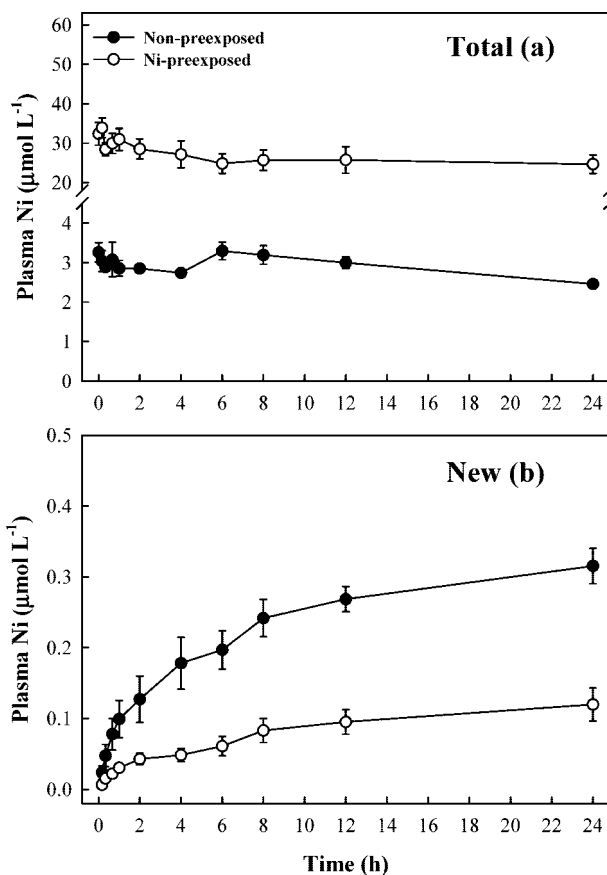 Non-preexposed
Ni-preexposed
Total (a)
Plasma Ni (μmol L⁻¹)
60
50
40
30
20
4
3
2
1
0
0 2 4 6 8 10 12 14 16 18 20 22 24
New (b)
Plasma Ni (μmol L⁻¹)
0.5
0.4
0.3
0.2
0.1
0.0
0 2 4 6 8 10 12 14 16 18 20 22 24
Time (h)